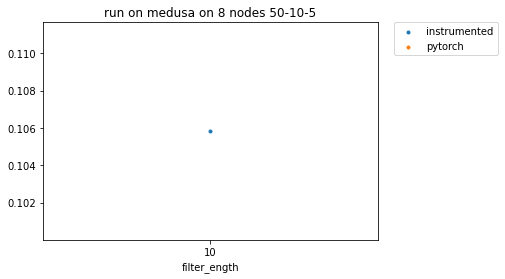 run on medusa on 8 nodes 50-10-5
instrumented
pytorch
0.110
0.108
0.106
0.104
0.102
10
filter_ength